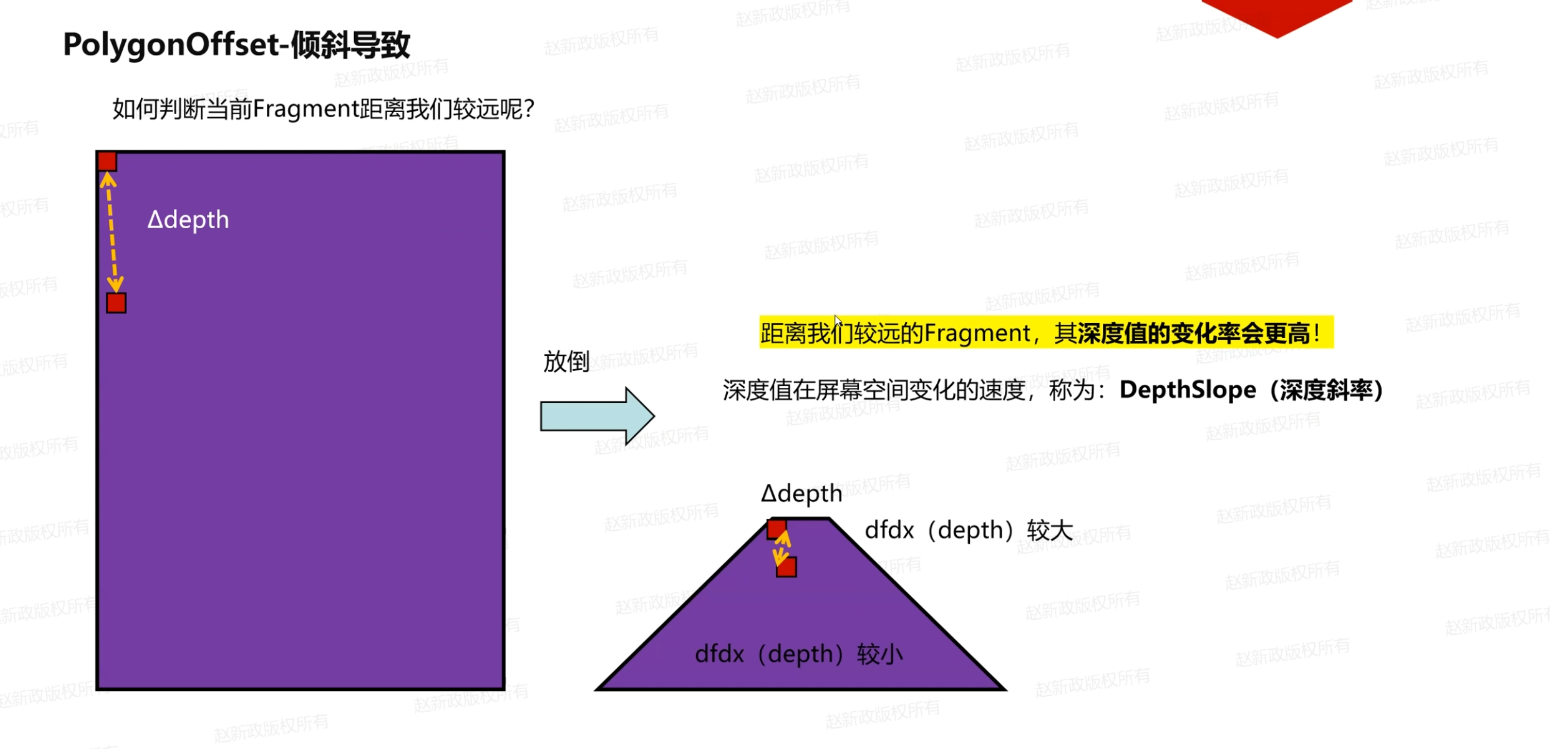 PolygonOffset-倾斜导致
如何判断当前Fragment距离我们较远呢？
Δdepth
放倒
距离我们较远的Fragment，其深度值的变化率会更高！
深度值在屏幕空间变化的速度，称为：DepthSlope（深度斜率）
Δdepth
dfdx（depth）较大
dfdx（depth）较小
赵新政版权所有